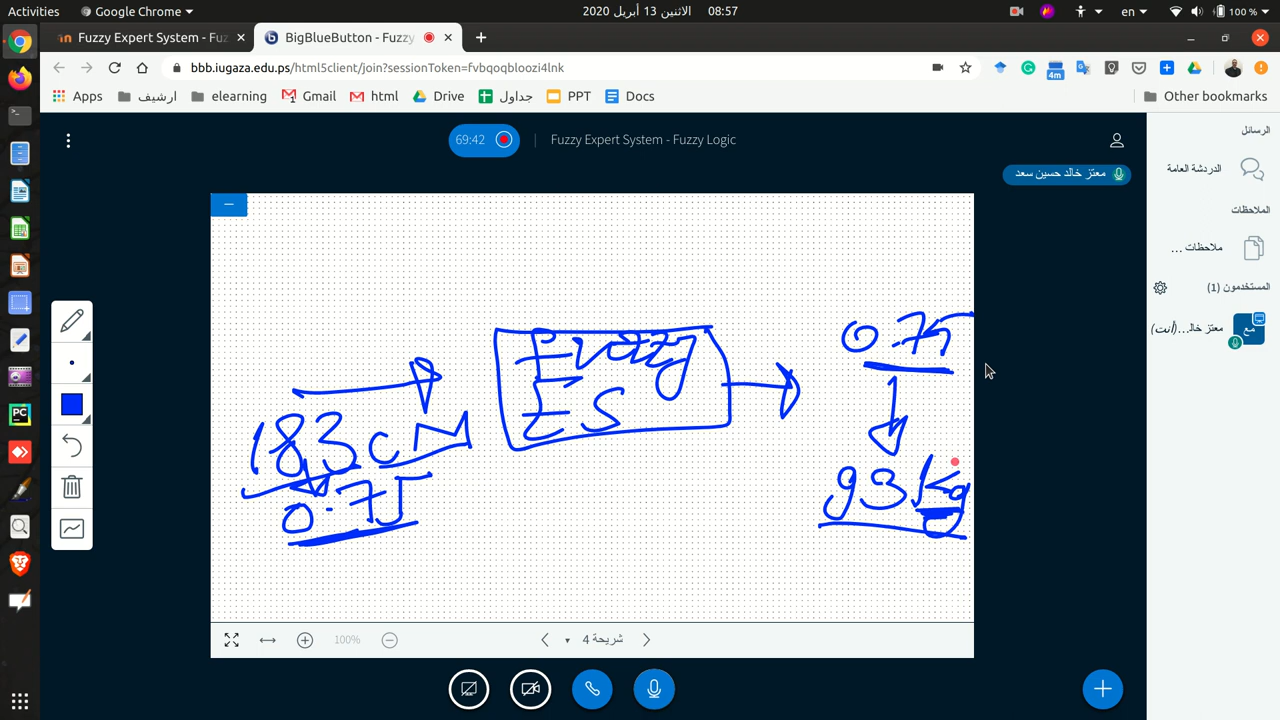 Activities Google Chrome 2020 الاثنين 13 أبريل 08:57 en 100 %
Fuzzy Expert System - Fuz BigBlueButton - Fuzzy
bbb.iugaza.edu.ps/html5client/join?sessionToken=fvbqoqbloozi4lnk 4m
Apps ارشيف elearning Gmail html Drive جداول PPT Docs Other bookmarks
69:42 Fuzzy Expert System - Fuzzy Logic
معتز خالد حسين سعد
الرسائل
الدردشة العامة
الملاحظات
ملاحظات ...
المستخدمون (1)
مع معتز خالـ...(أنت)
Fuzzy
ES
183 cM
0.75
0.75
93 kg
100%
شريحة 4